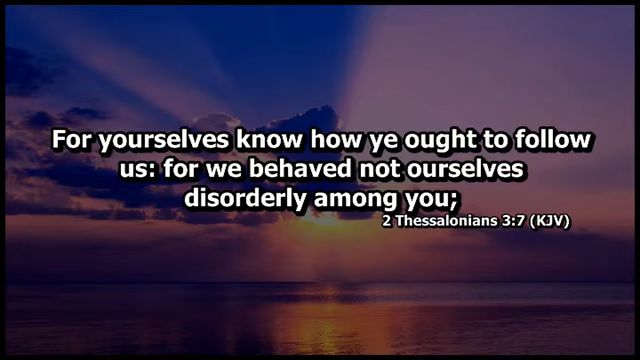 For yourselves know how ye ought to follow
us: for we behaved not ourselves
disorderly among you;
2 Thessalonians 3:7 (KJV)